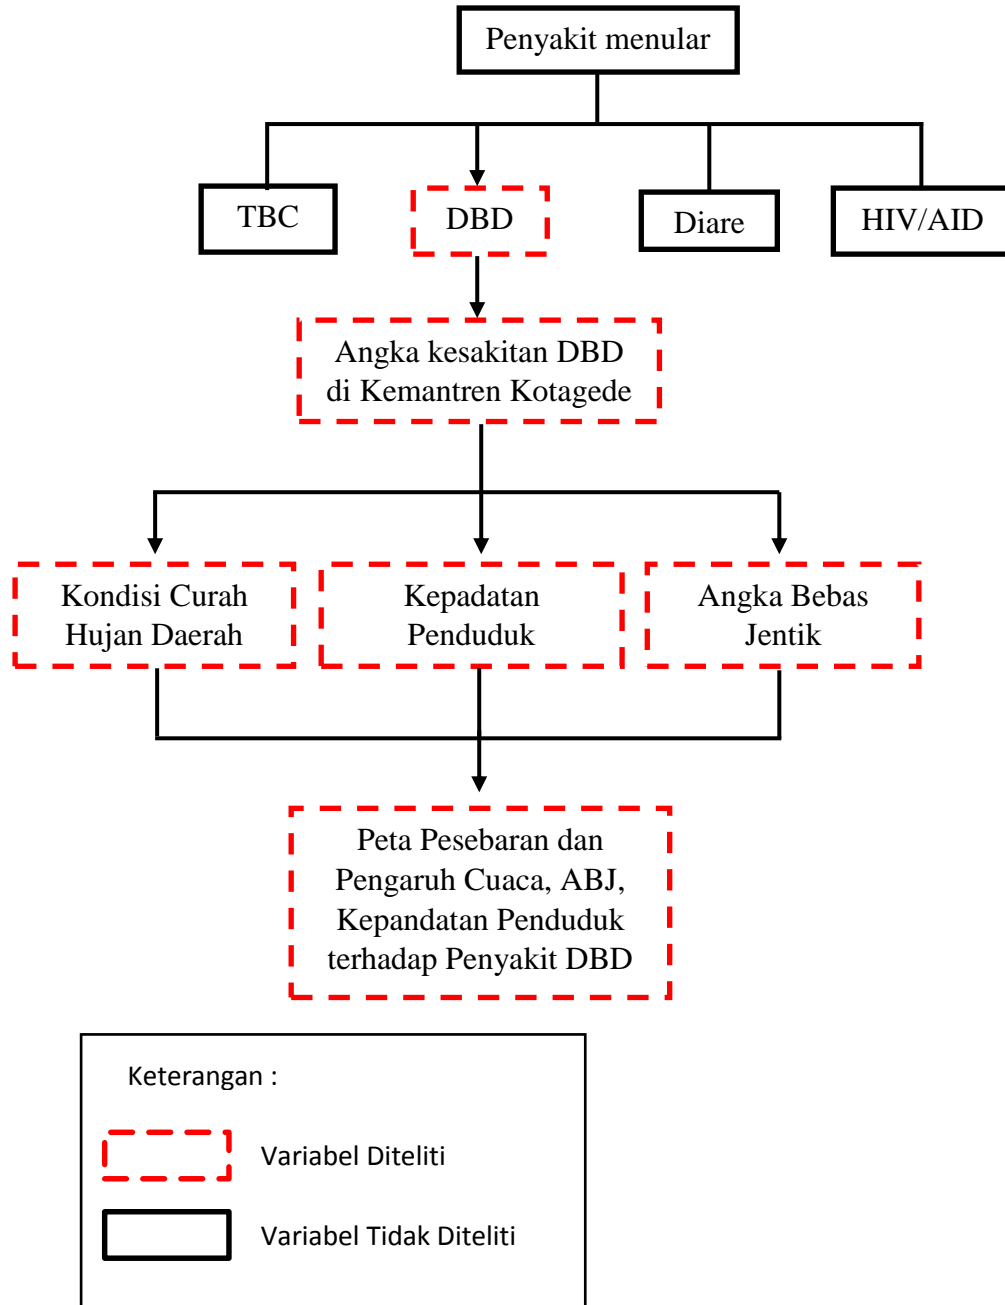 Penyakit menular
TBC
DBD
Diare
HIV/AID
Angka kesakitan DBD
di Kemantren Kotagede
Kondisi Curah
Hujan Daerah
Kepadatan
Penduduk
Angka Bebas
Jentik
Peta Pesebaran dan
Pengaruh Cuaca, ABJ,
Kepandatan Penduduk
terhadap Penyakit DBD
Keterangan :
Variabel Diteliti
Variabel Tidak Diteliti